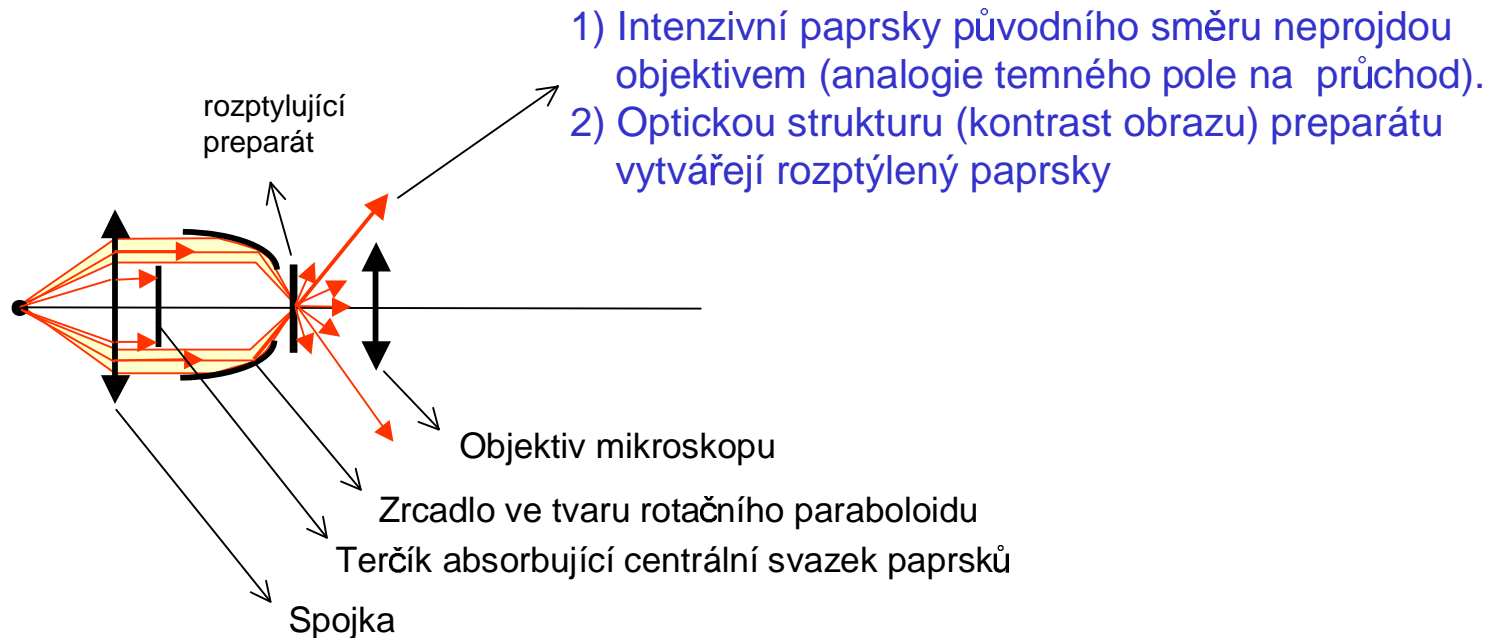 1) Intenzivní paprsky původního směru neprojdou
objektivem (analogie temného pole na průchod).
2) Optickou strukturu (kontrast obrazu) preparátu
vytvářejí rozptýlený paprsky
rozptylující
preparát
Objektiv mikroskopu
Zrcadlo ve tvaru rotačního paraboloidu
Terčík absorbující centrální svazek paprsků
Spojka